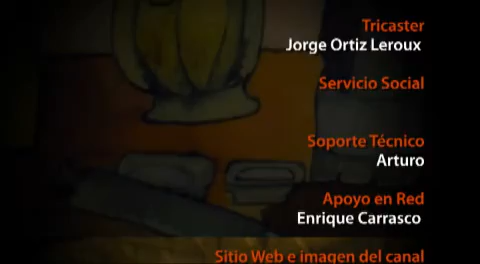 Tricaster
Jorge Ortiz Leroux
Servicio Social
Soporte Técnico
Arturo
Apoyo en Red
Enrique Carrasco
Sitio Web e imagen del canal